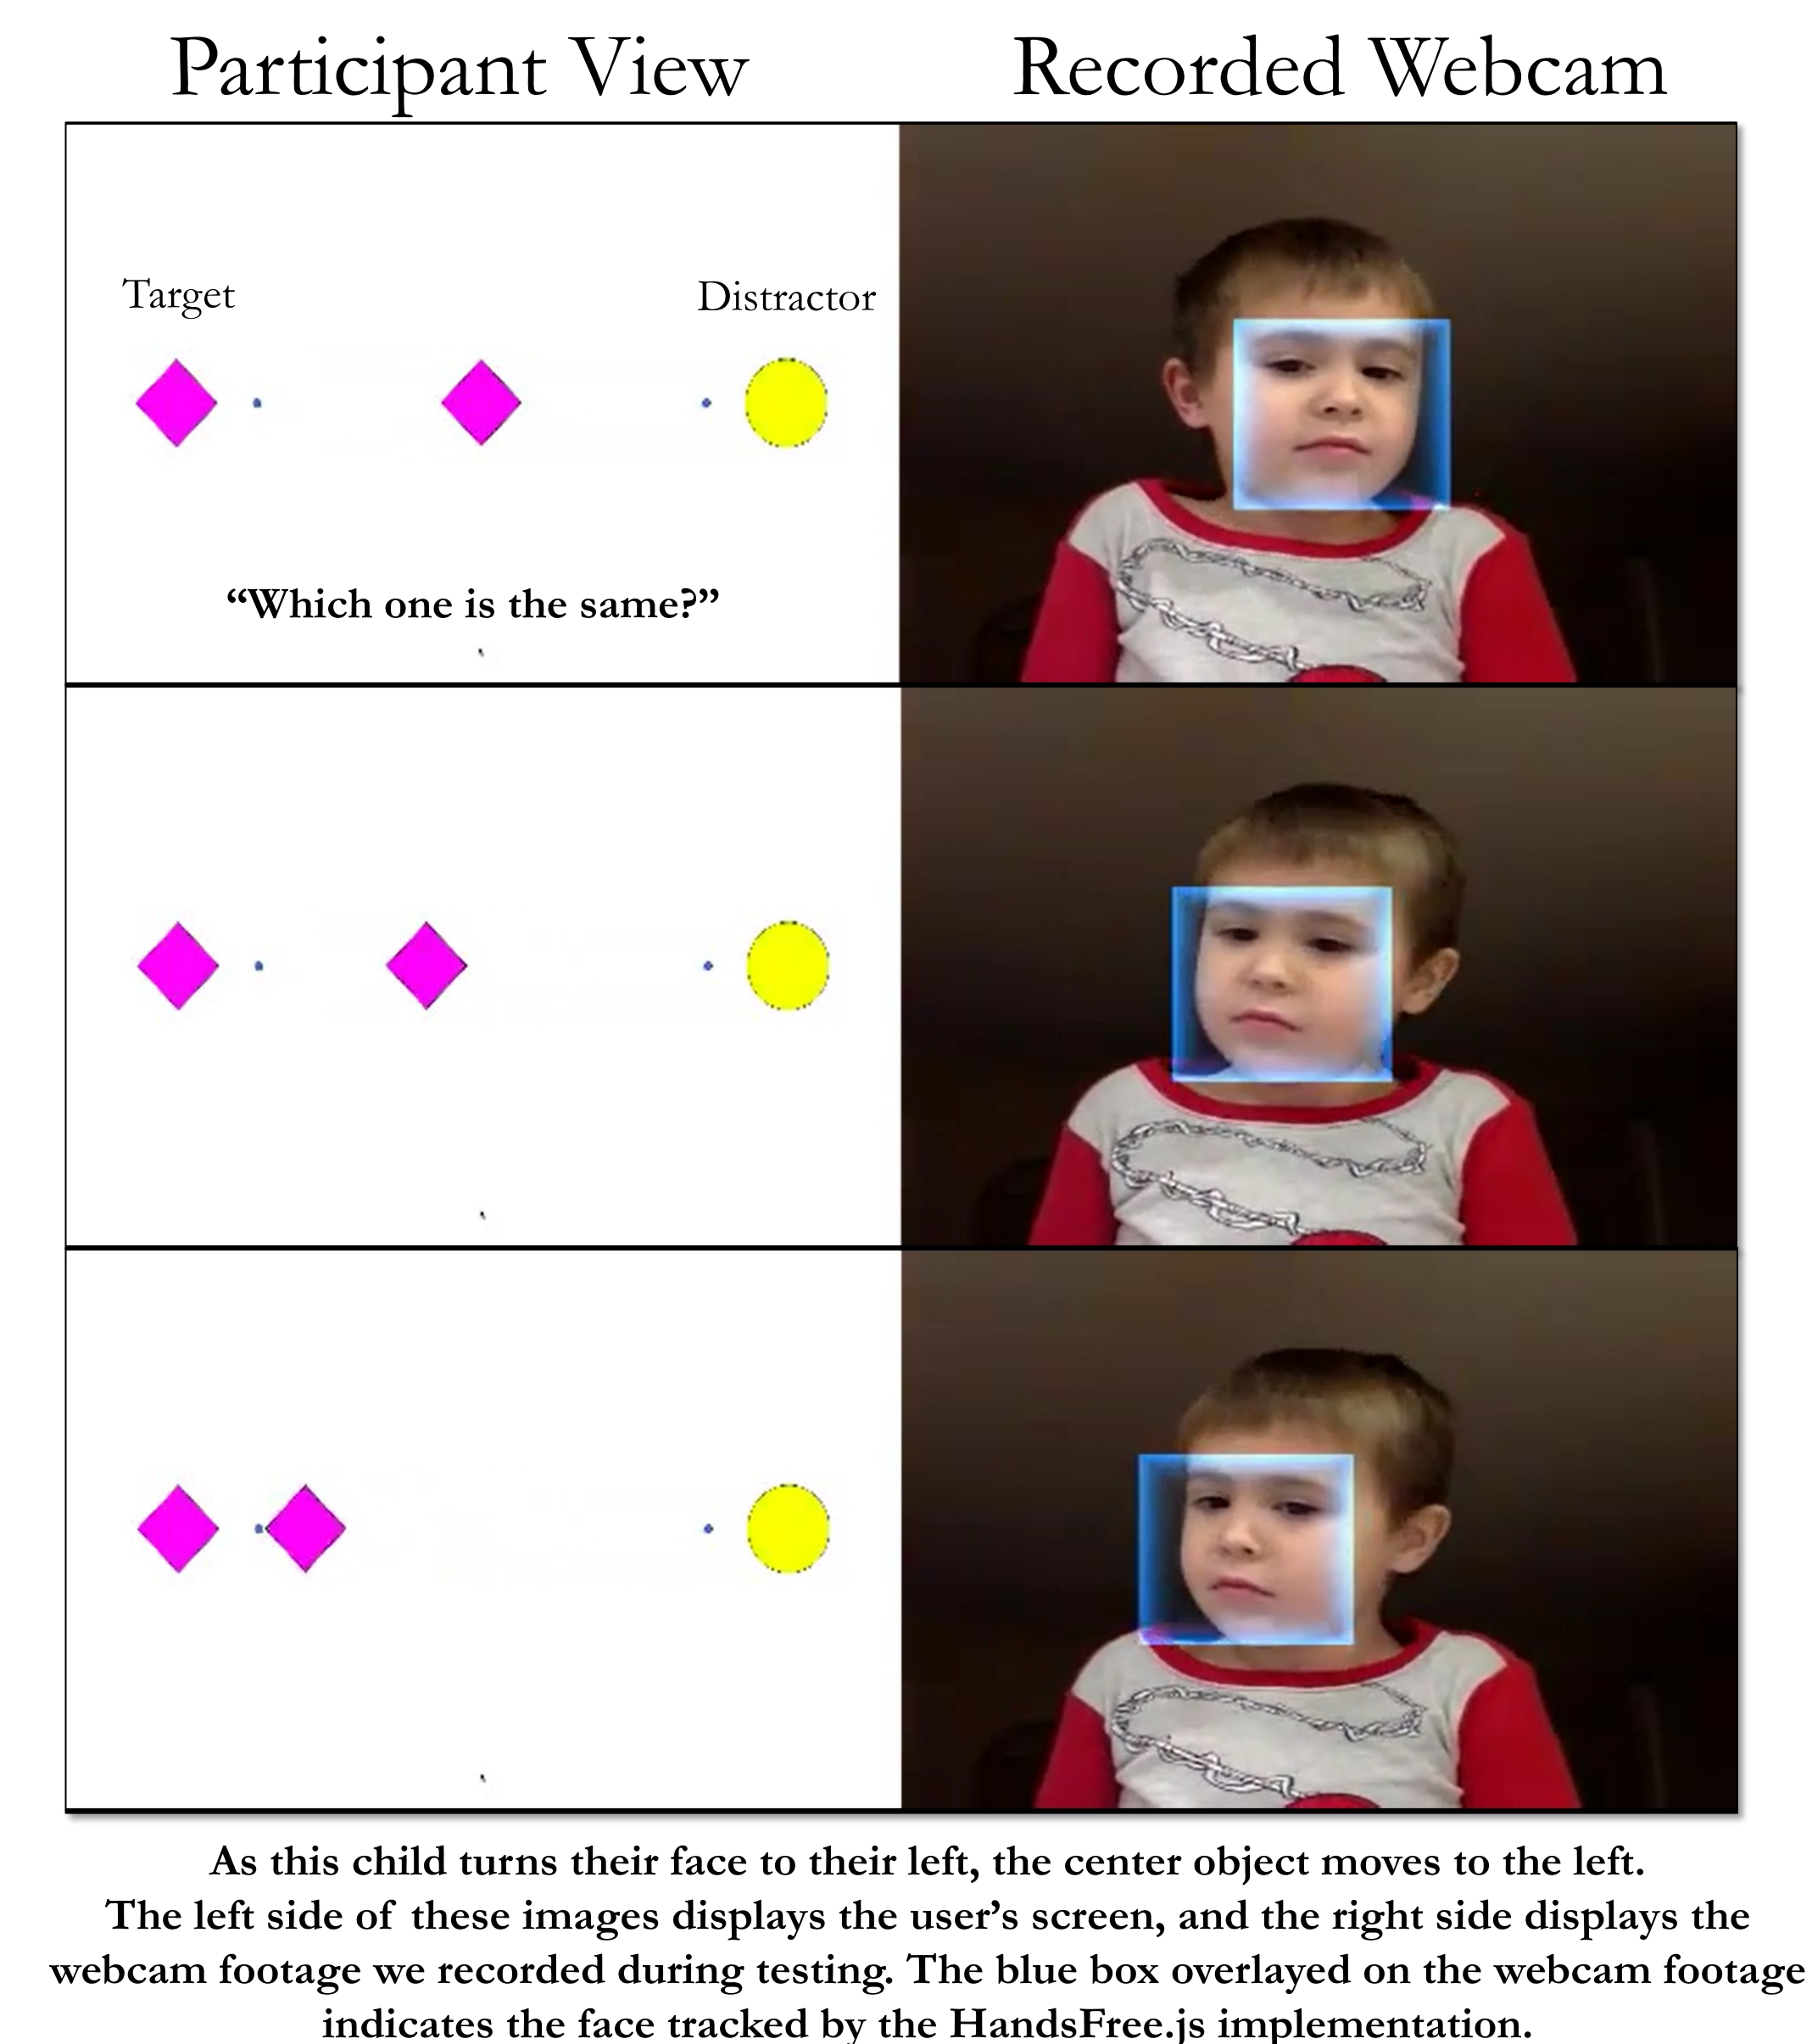 Participant View
Recorded Webcam
Target
Distractor
“Which one is the same?”
As this child turns their face to their left, the center object moves to the left.
The left side of these images displays the user’s screen, and the right side displays the
webcam footage we recorded during testing. The blue box overlayed on the webcam footage
indicates the face tracked by the HandsFree.js implementation.